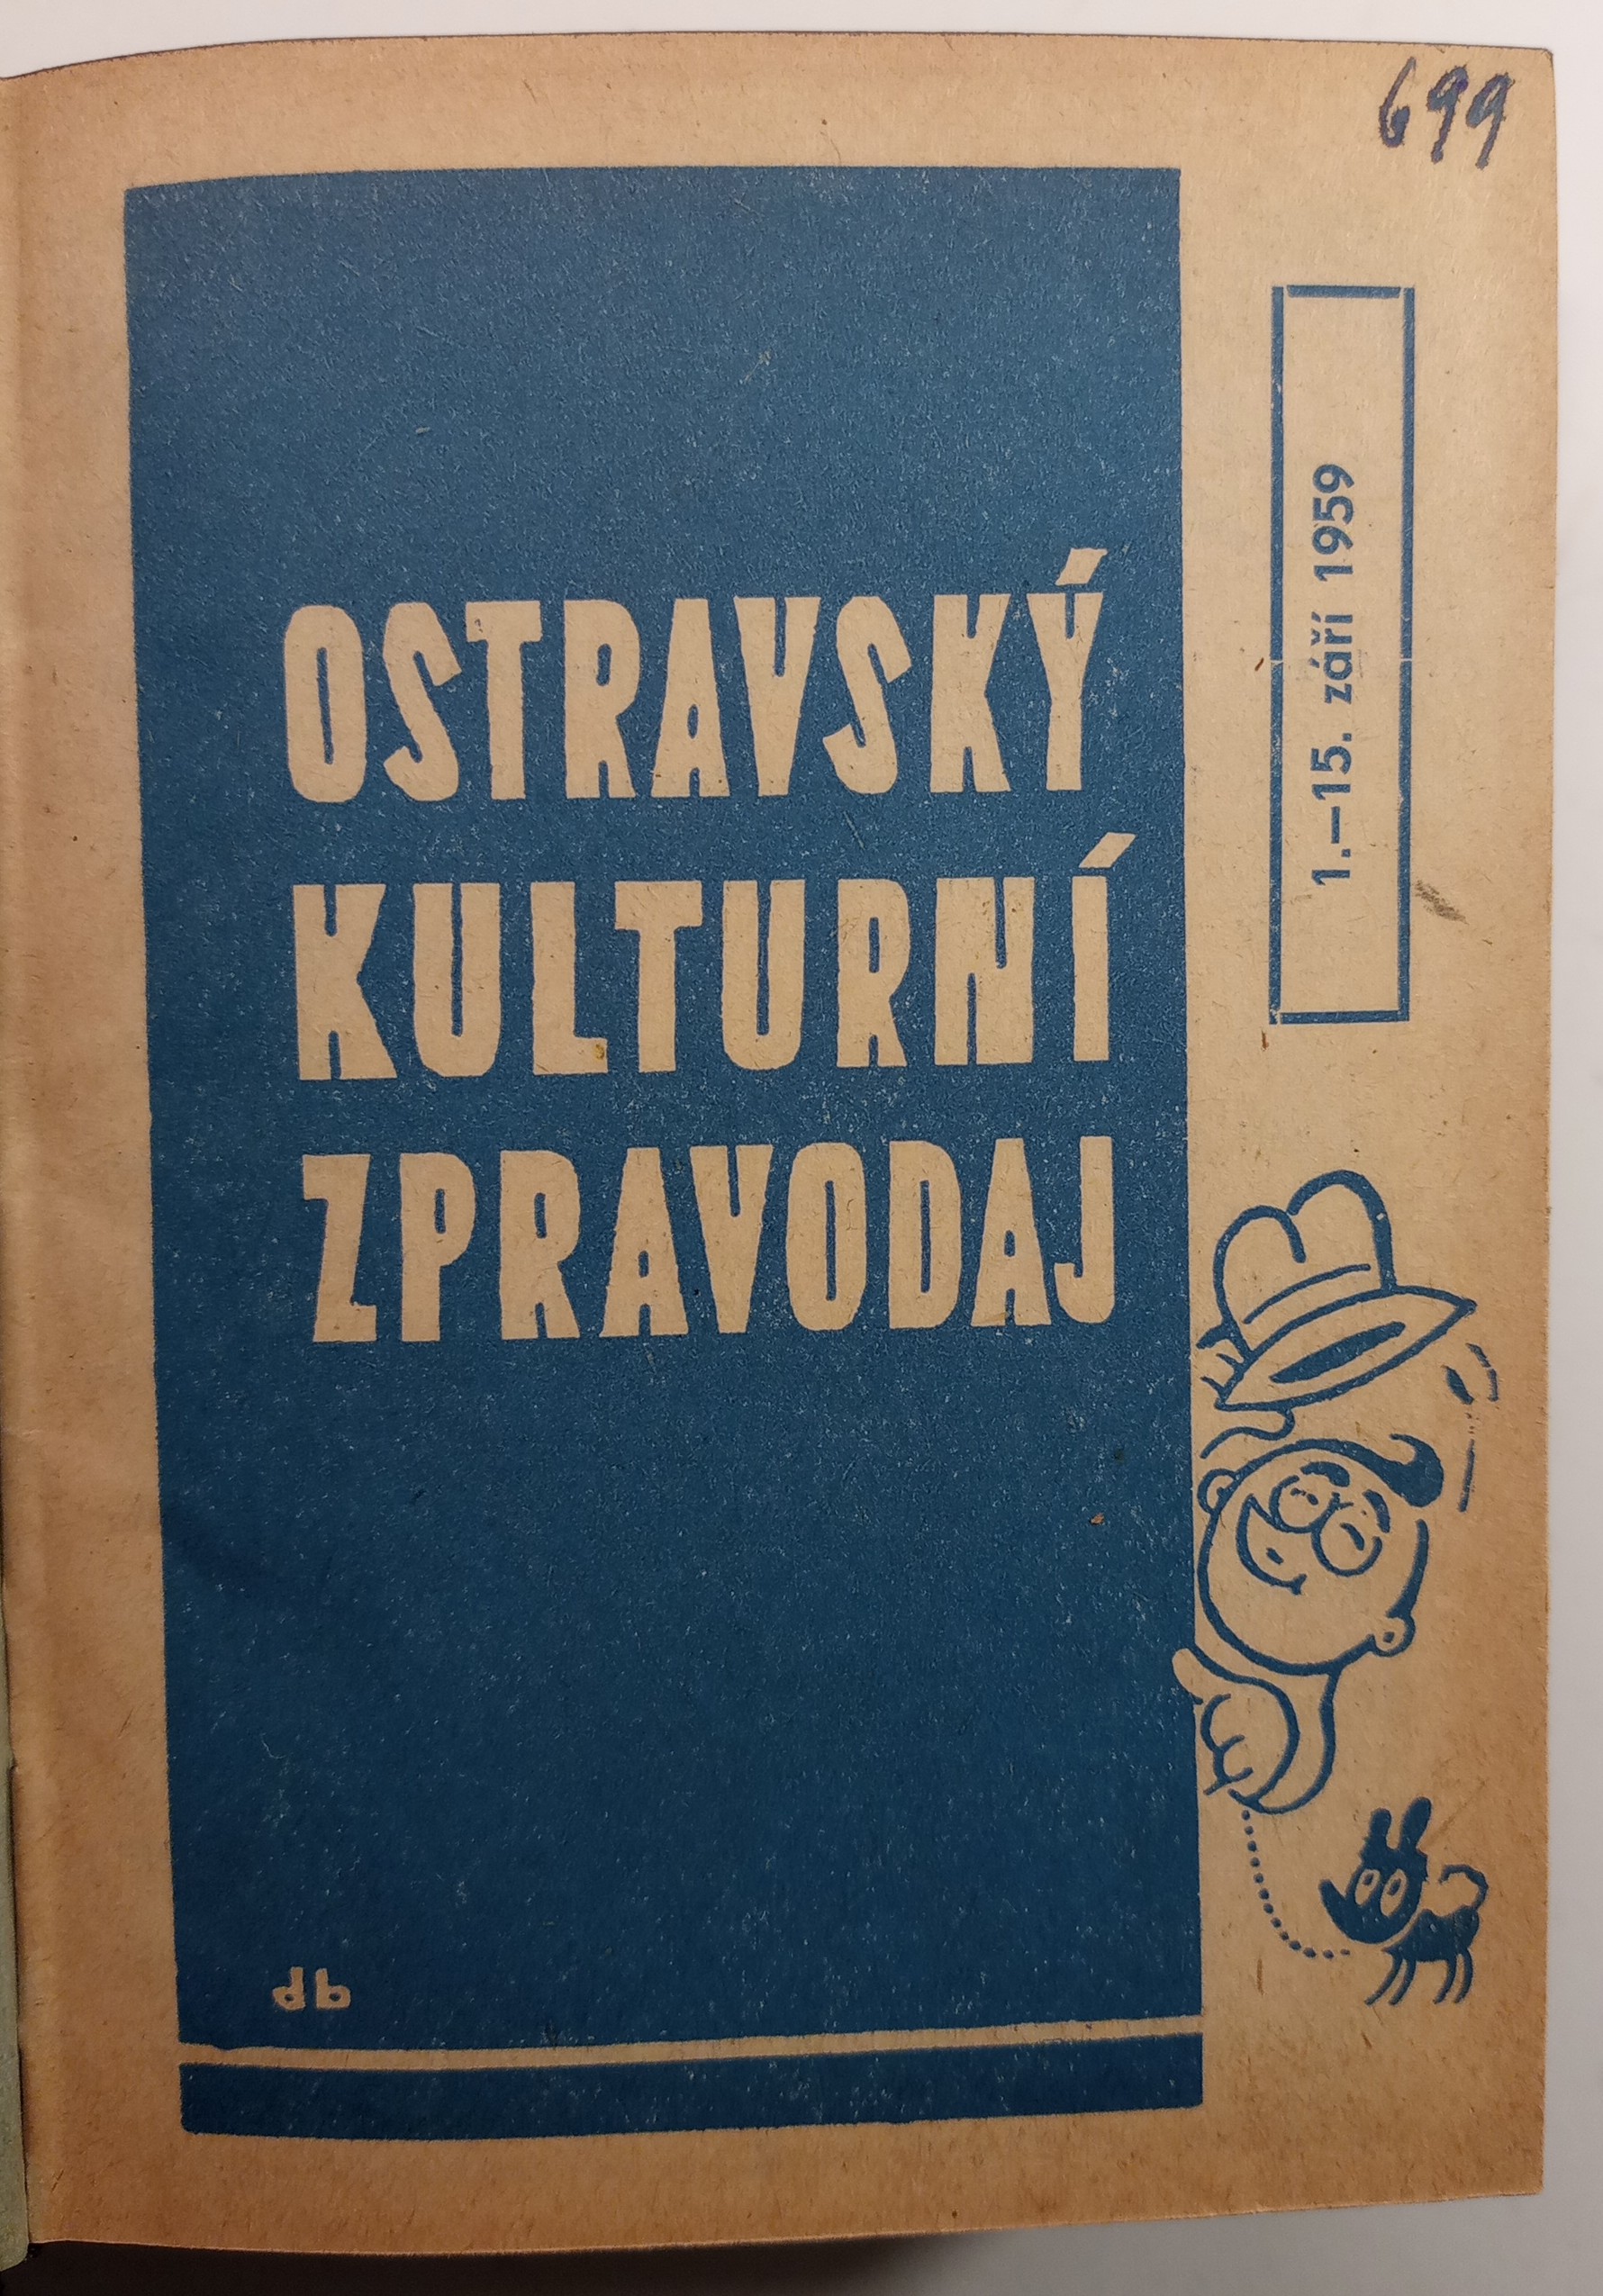 699
OSTRAVSKÝ
KULTURNÍ
ZPRAVODAJ
1.–15. září 1959
db